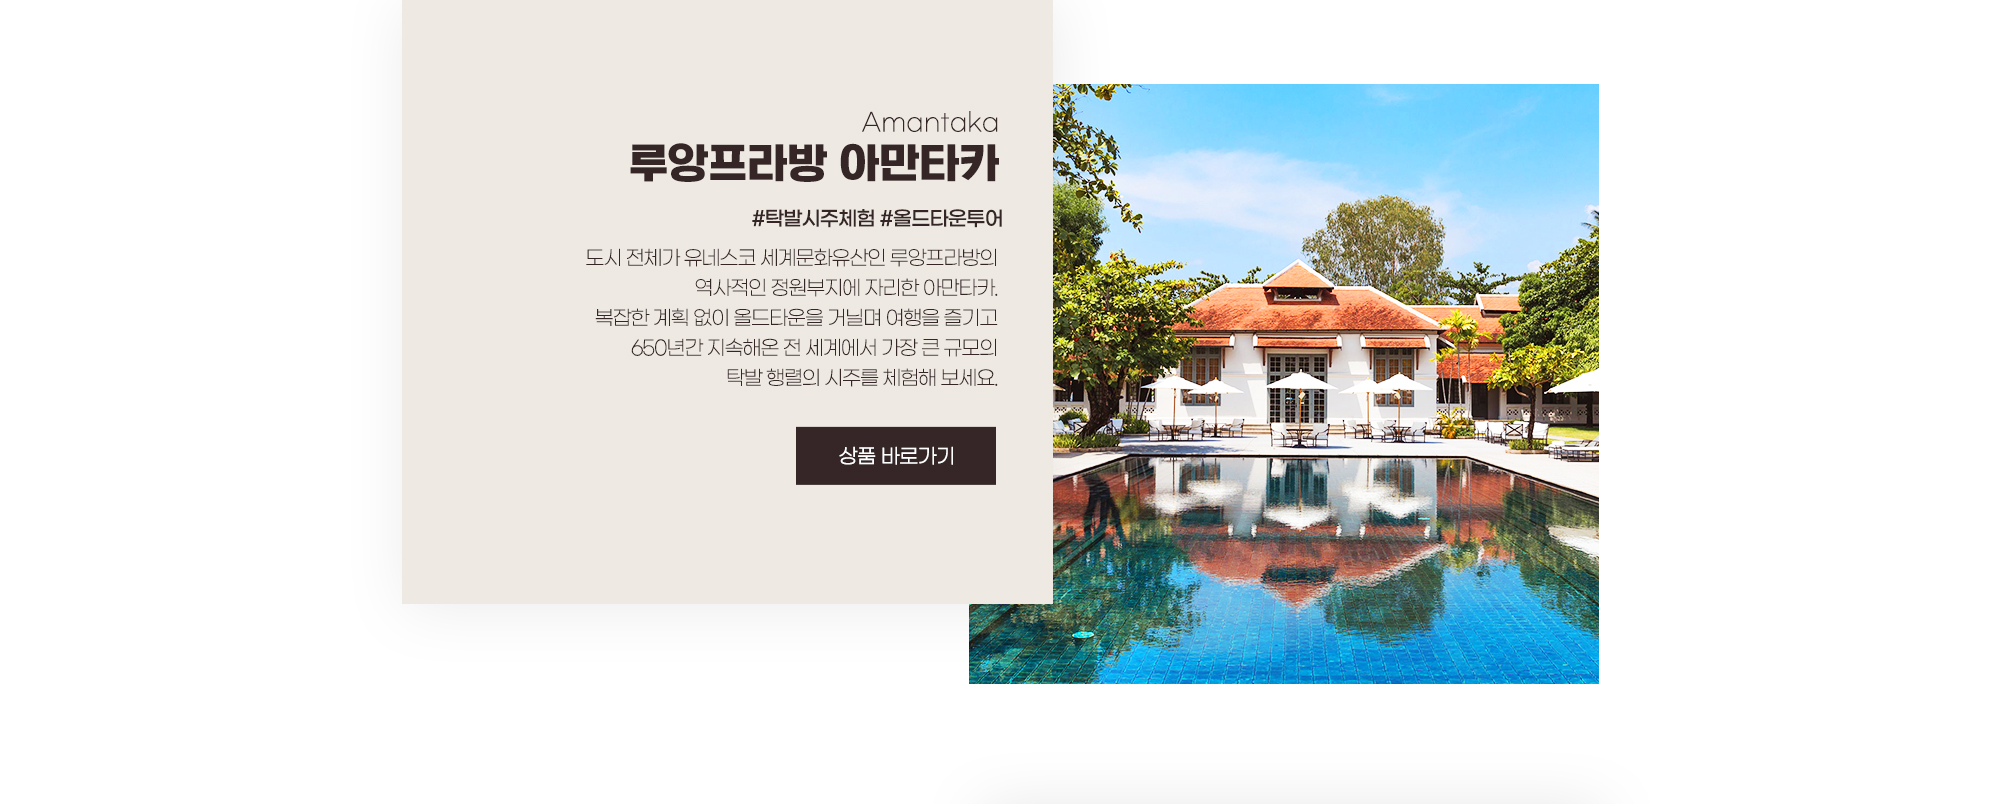 Amantaka
루앙프라방 아만타카
#탁발시주체험 #올드타운투어
도시 전체가 유네스코 세계문화유산인 루앙프라방의
역사적인 정원부지에 자리한 아만타카.
복잡한 계획 없이 올드타운을 거닐며 여행을 즐기고
650년간 지속해온 전 세계에서 가장 큰 규모의
탁발 행렬의 시주를 체험해 보세요.
상품 바로가기